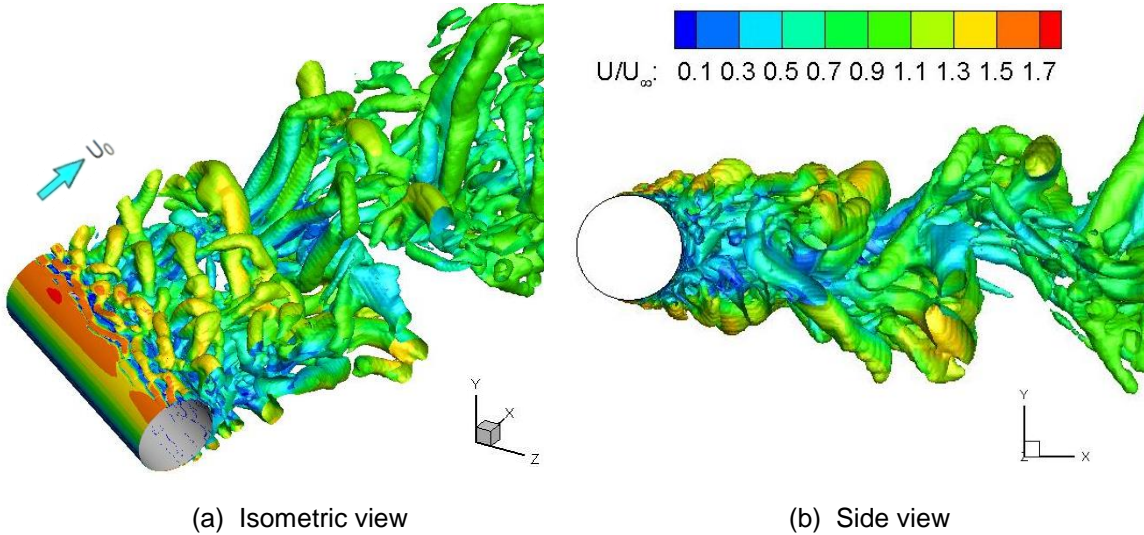 U₀
Y
X
Z
U/U∞: 0.1 0.3 0.5 0.7 0.9 1.1 1.3 1.5 1.7
Y
Z
X
(a) Isometric view
(b) Side view